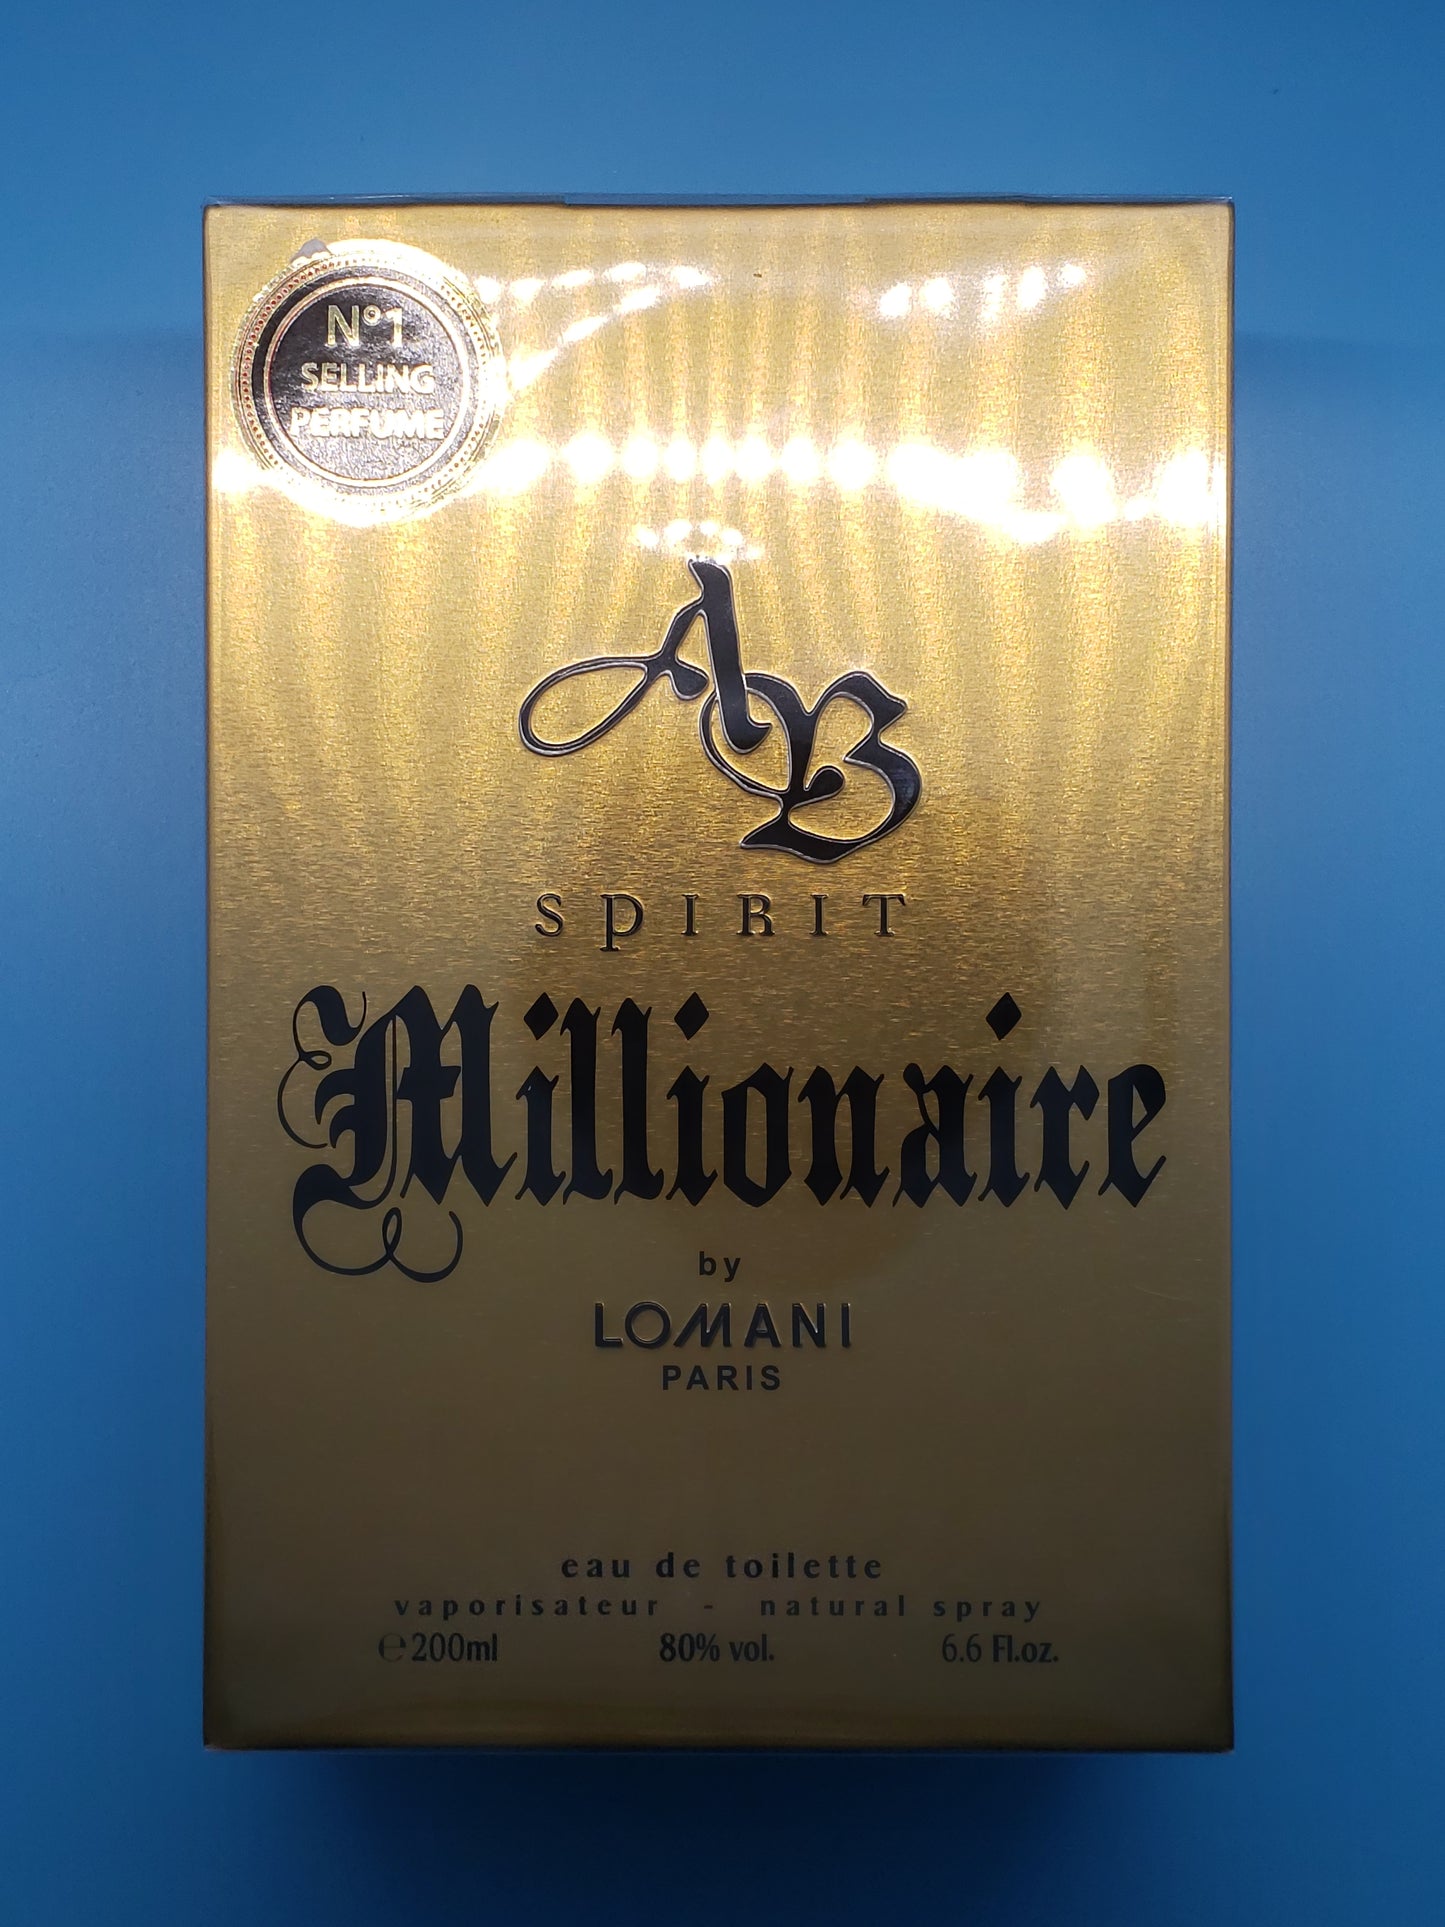 N°1
SELLING
PERFUME
AB
SPIRIT
Millionaire
by
LOMANI
PARIS
eau de toilette
vaporisateur - natural spray
℮200ml 80% vol. 6.6 Fl.oz.